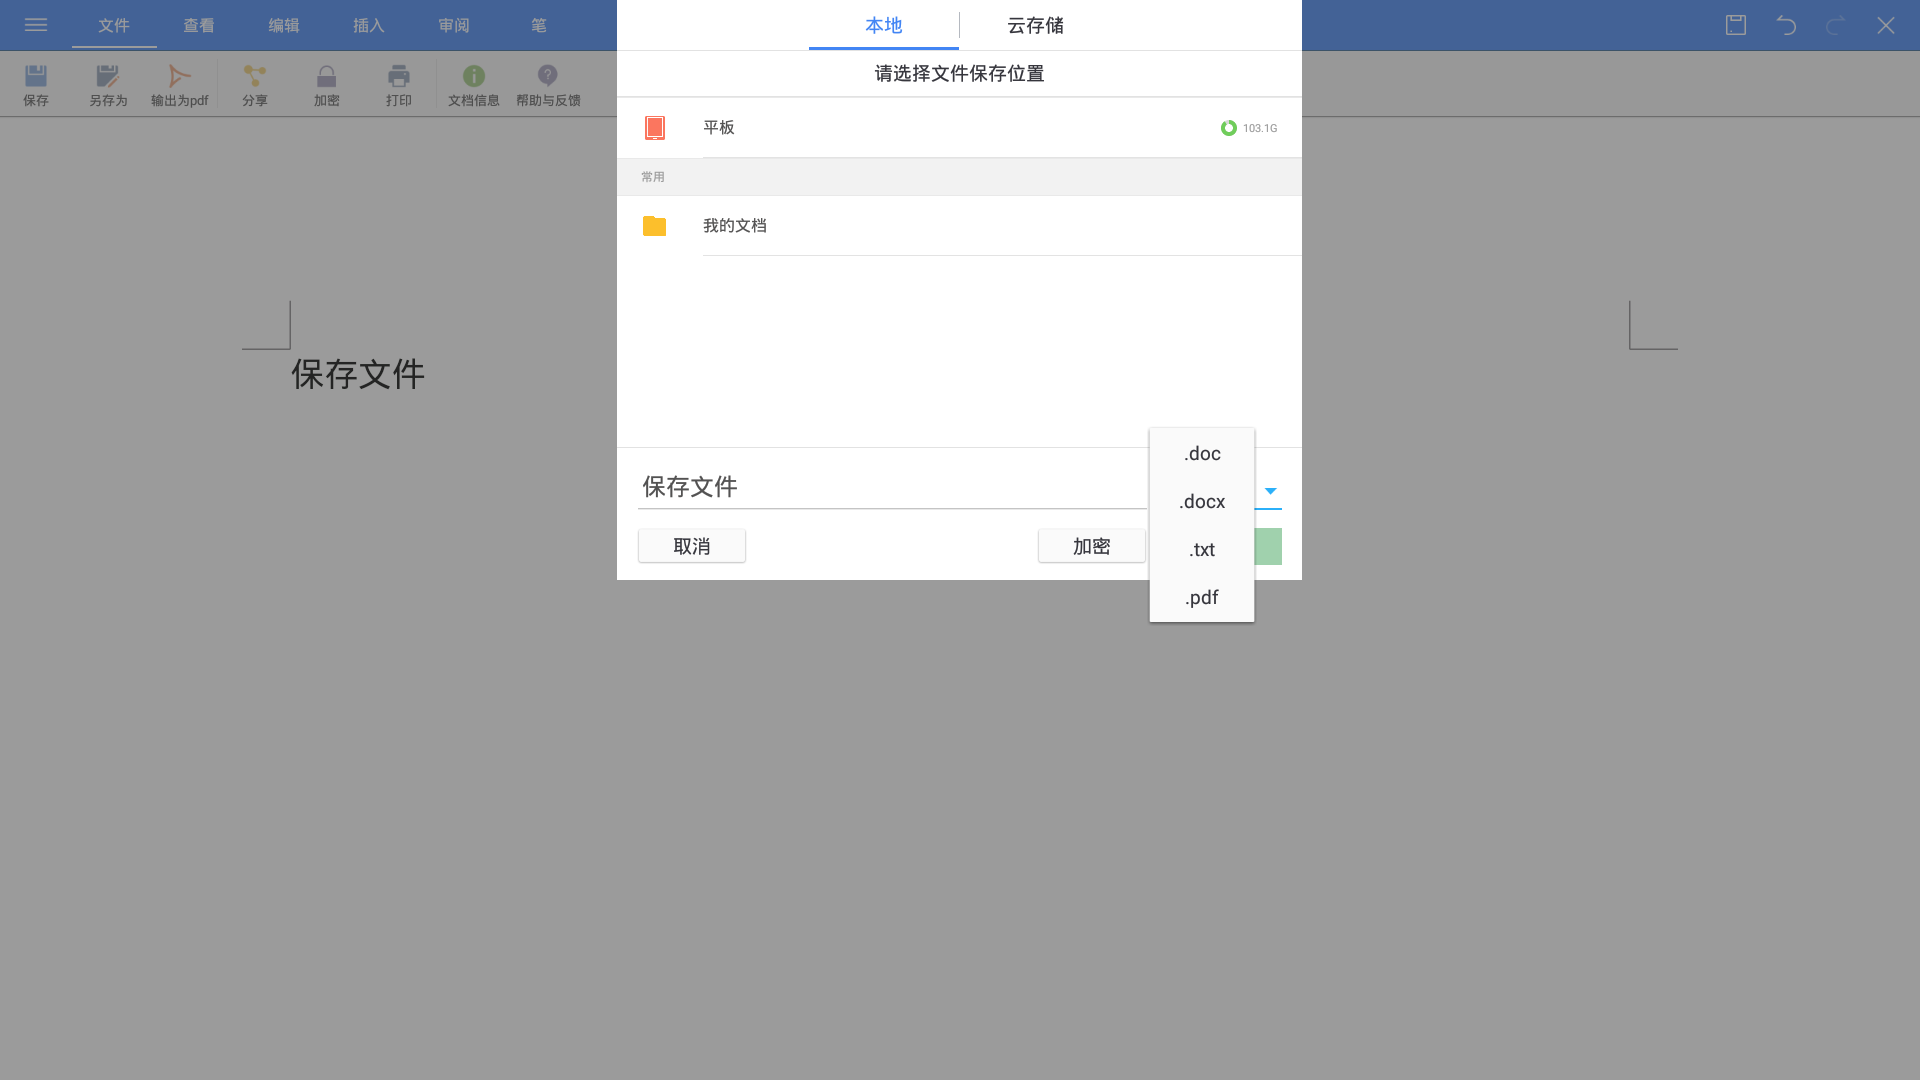 文件 查看 编辑 插入 审阅 笔
保存 另存为 输出为pdf 分享 加密 打印 文档信息 帮助与反馈
本地 云存储
请选择文件保存位置
平板 103.1G
常用
我的文档
保存文件
保存文件
取消 加密
.doc
.docx
.txt
.pdf